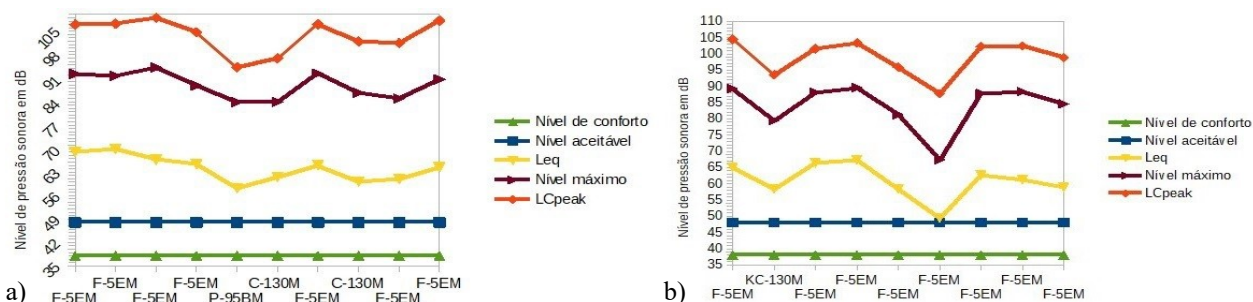 Nível de pressão sonora em dB
105
98
91
84
77
70
63
56
49
42
35
F-5EM F-5EM C-130M C-130M F-5EM
F-5EM F-5EM P-95BM F-5EM F-5EM
Nível de conforto
Nível aceitável
Leq
Nível máximo
LCpeak
a)
Nível de pressão sonora em dB
110
105
100
95
90
85
80
75
70
65
60
55
50
45
40
35
KC-130M F-5EM F-5EM F-5EM
F-5EM F-5EM F-5EM F-5EM F-5EM
Nível de conforto
Nível aceitável
Leq
Nível máximo
LCpeak
b)